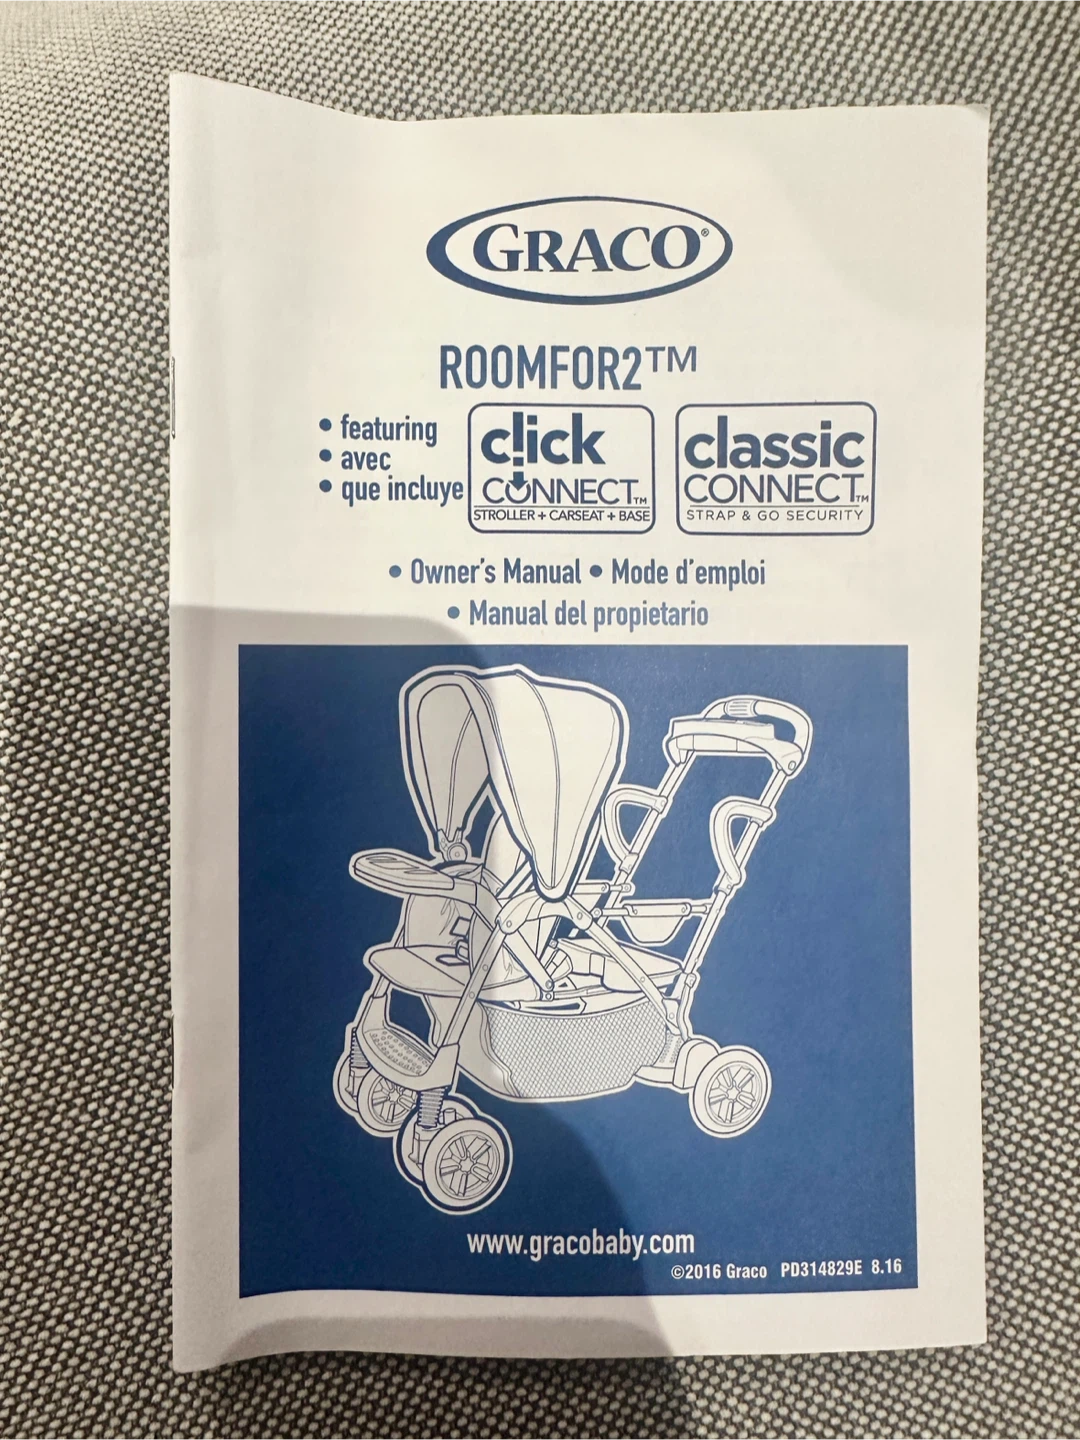 GRACO®
ROOMFOR2™
• featuring
• avec
• que incluye
click
CONNECT™
STROLLER + CARSEAT + BASE
classic
CONNECT™
STRAP & GO SECURITY
• Owner's Manual • Mode d'emploi
• Manual del propietario
www.gracobaby.com
©2016 Graco PD314829E 8.16